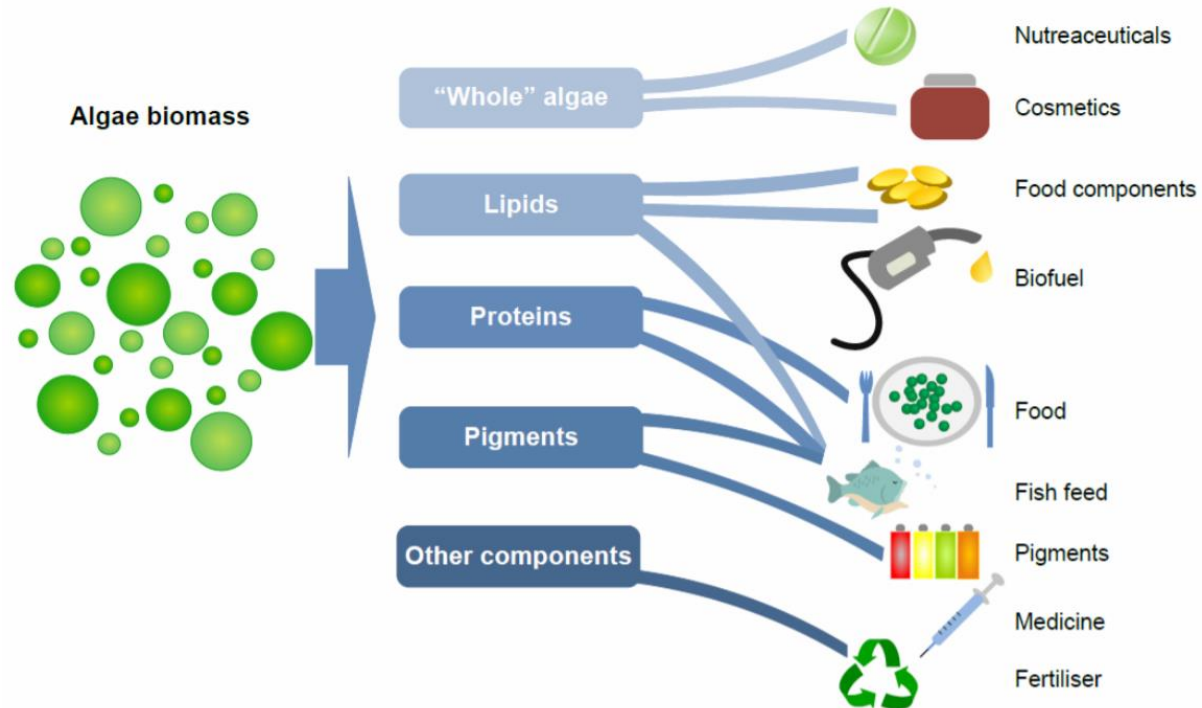 Algae biomass
“Whole” algae
Lipids
Proteins
Pigments
Other components
Nutreaceuticals
Cosmetics
Food components
Biofuel
Food
Fish feed
Pigments
Medicine
Fertiliser